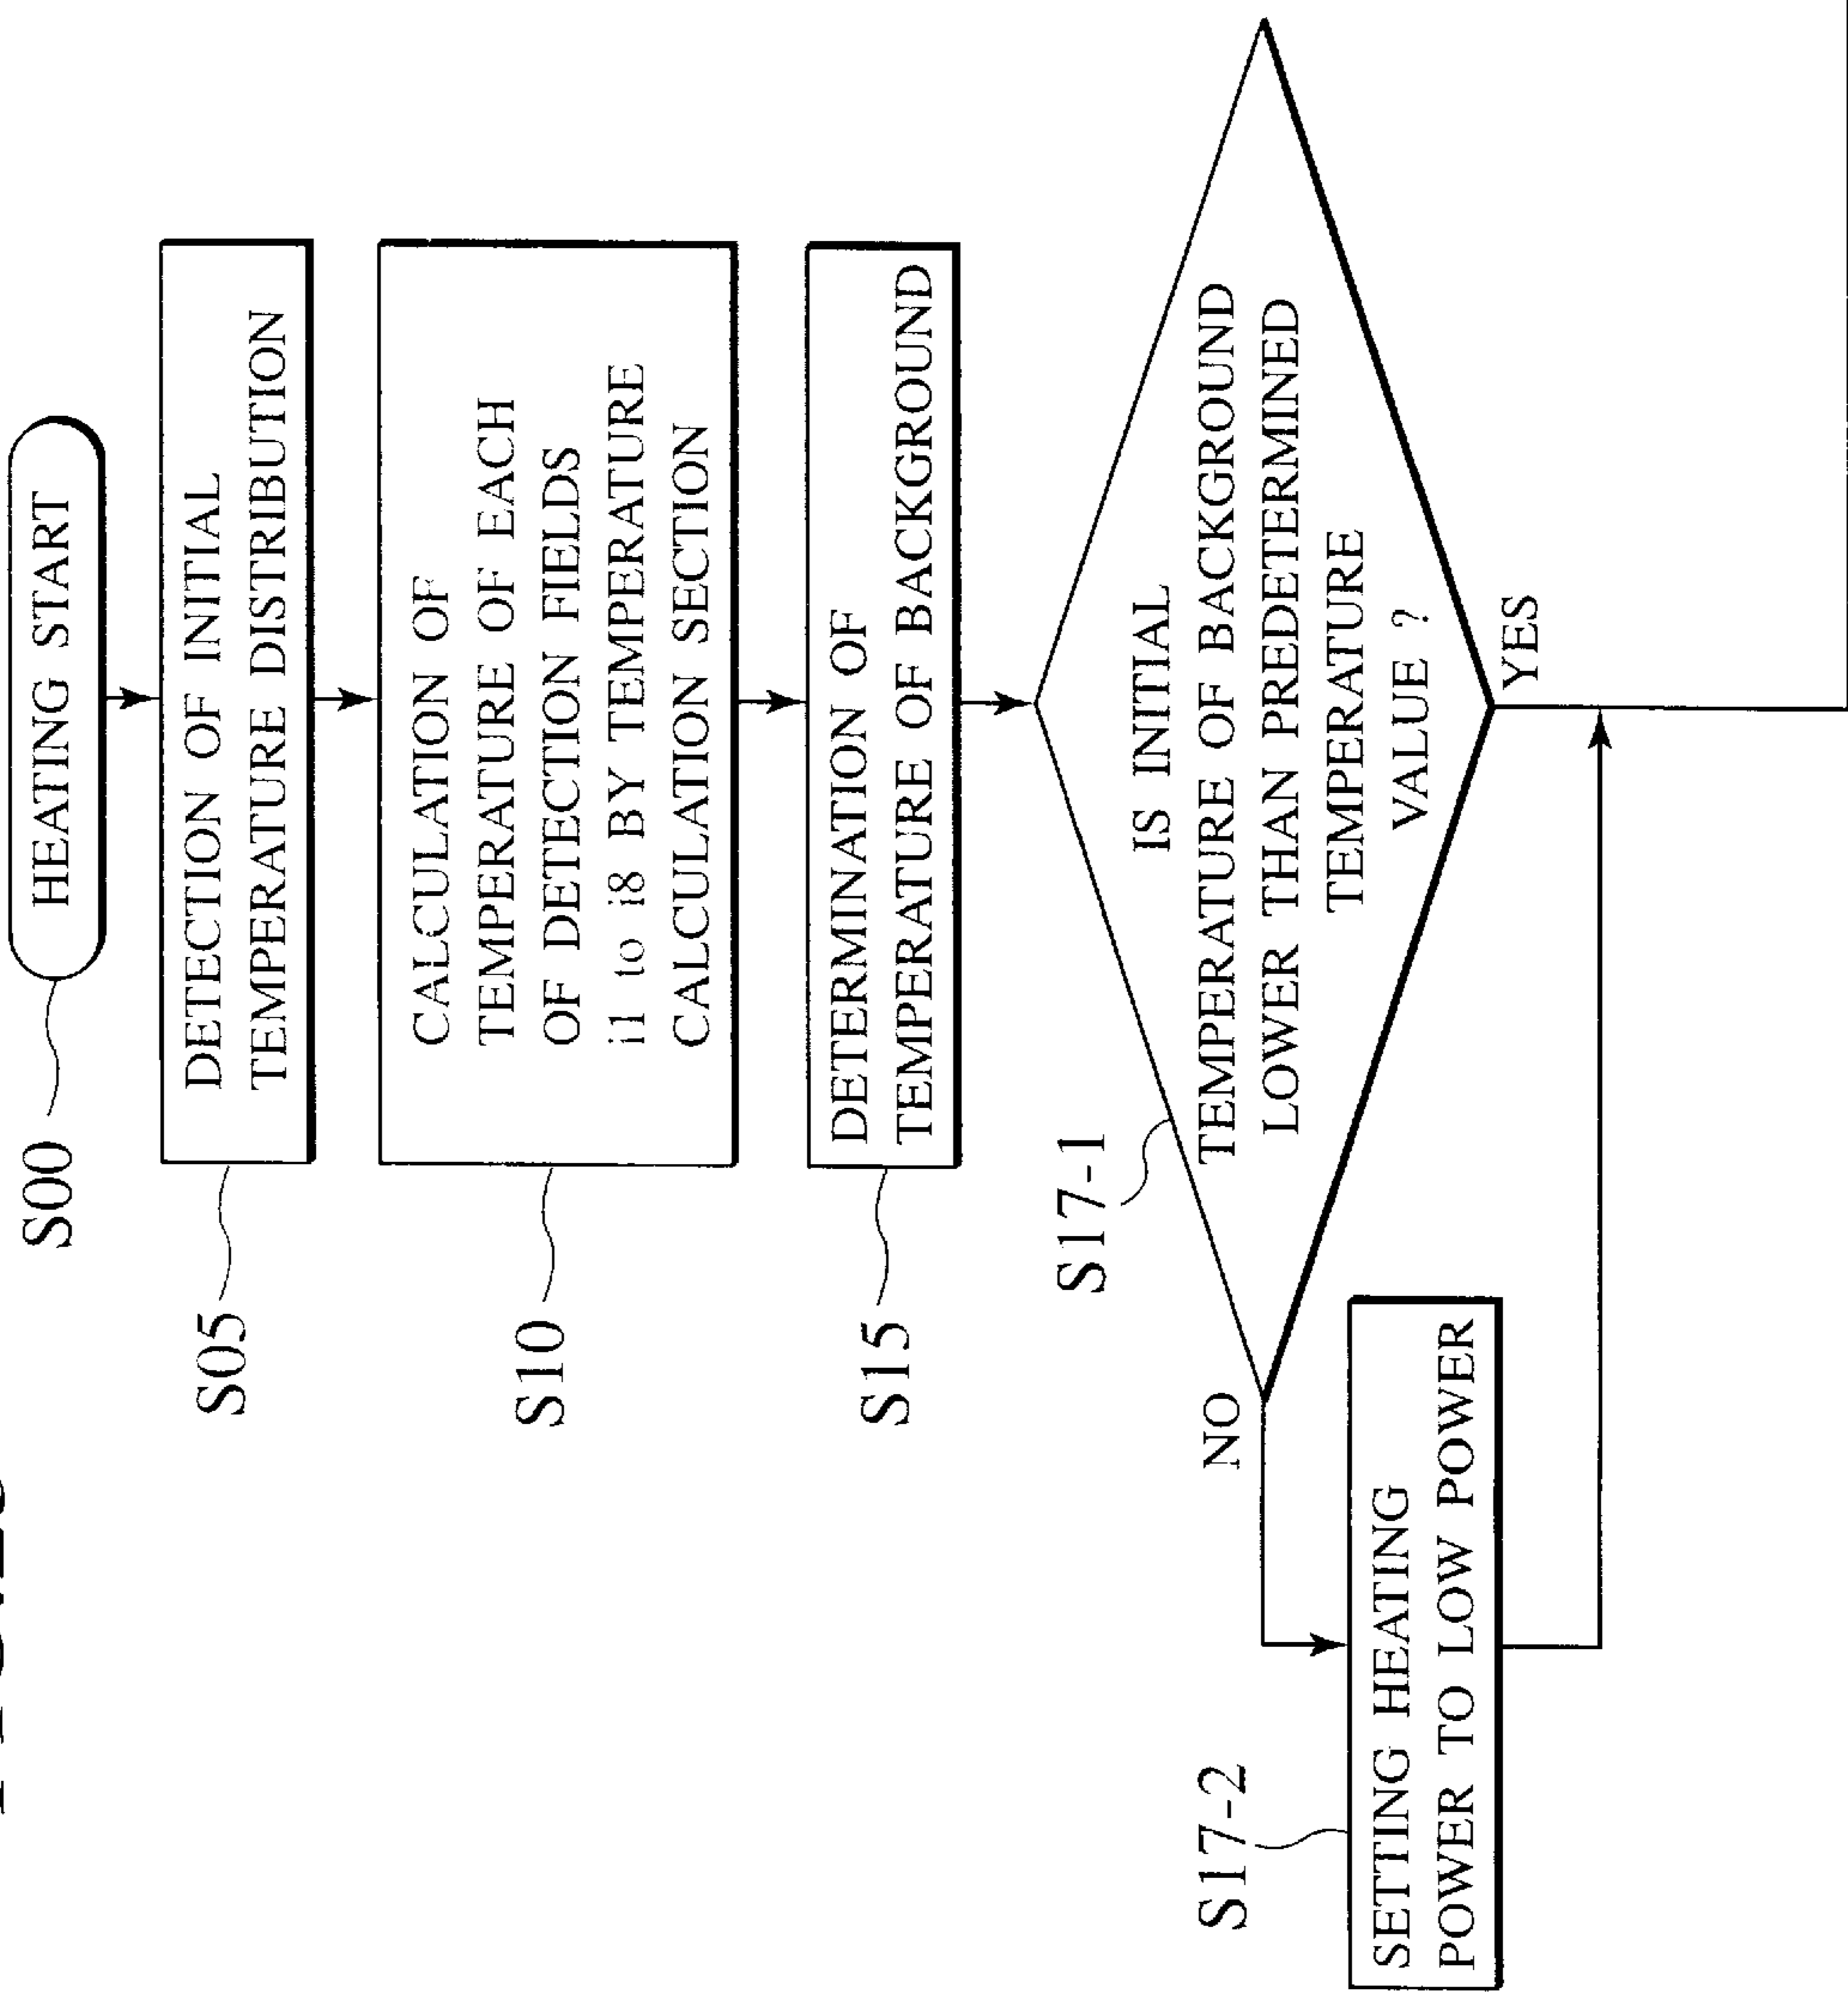 S00
HEATING START
S05
DETECTION OF INITIAL
TEMPERATURE DISTRIBUTION
S10
CALCULATION OF
TEMPERATURE OF EACH
OF DETECTION FIELDS
i1 to i8 BY TEMPERATURE
CALCULATION SECTION
S15
DETERMINATION OF
TEMPERATURE OF BACKGROUND
S17-1
IS INITIAL
TEMPERATURE OF BACKGROUND
LOWER THAN PREDETERMINED
TEMPERATURE
VALUE ?
NO
YES
S17-2
SETTING HEATING
POWER TO LOW POWER